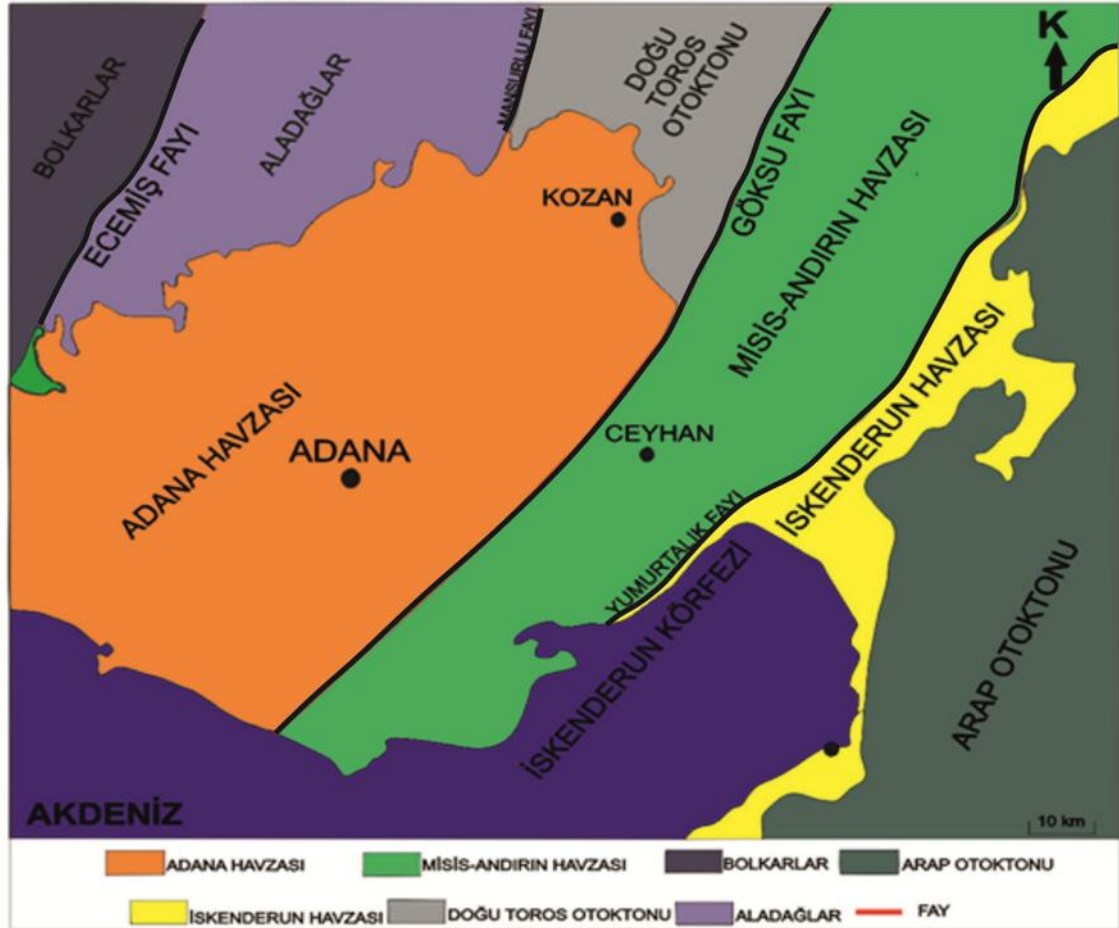 K
BOLKARLAR
ECEMİŞ FAYI
ALADAĞLAR
MANSURLU FAYI
DOĞU
TOROS
OTOKTONU
GÖKSU FAYI
MİSİS-ANDIRIN HAVZASI
KOZAN
ADANA HAVZASI
ADANA
CEYHAN
YUMURTALIK FAYI
İSKENDERUN HAVZASI
İSKENDERUN KÖRFEZİ
ARAP OTOKTONU
AKDENİZ
10 km
ADANA HAVZASI
MİSİS-ANDIRIN HAVZASI
BOLKARLAR
ARAP OTOKTONU
İSKENDERUN HAVZASI
DOĞU TOROS OTOKTONU
ALADAĞLAR
FAY